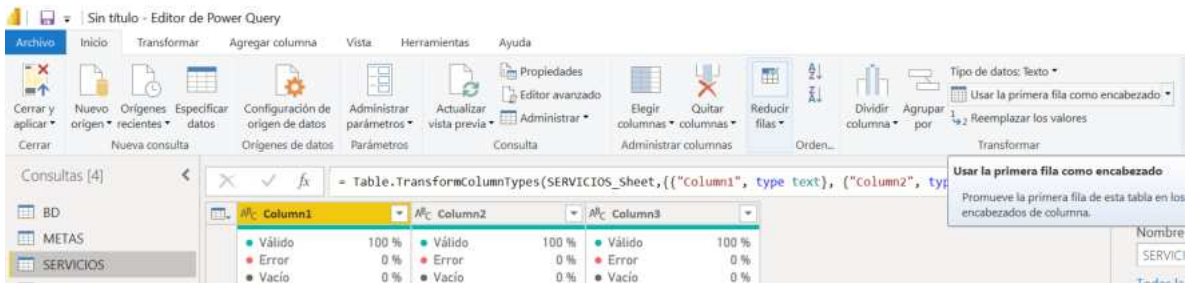 Sin título - Editor de Power Query
Archivo Inicio Transformar Agregar columna Vista Herramientas Ayuda
Cerrar y aplicar
Nuevo origen
Orígenes recientes
Especificar datos
Configuración de origen de datos
Administrar parámetros
Actualizar vista previa
Propiedades
Editor avanzado
Administrar
Elegir columnas
Quitar columnas
Reducir filas
Dividir columna
Agrupar por
Tipo de datos: Texto
Usar la primera fila como encabezado
Reemplazar los valores
Cerrar Nueva consulta Orígenes de datos Parámetros Consulta Administrar columnas Orden... Transformar
Consultas [4]
fx = Table.TransformColumnTypes(SERVICIOS_Sheet,{{"Column1", type text}, {"Column2", typ
Usar la primera fila como encabezado
Promueve la primera fila de esta tabla en los
encabezados de columna.
BD
METAS
SERVICIOS
ABC Column1 ABC Column2 ABC Column3
Válido 100 % Válido 100 % Válido 100 %
Error 0 % Error 0 % Error 0 %
Vacío 0 % Vacío 0 % Vacío 0 %
Nombre
SERVICI